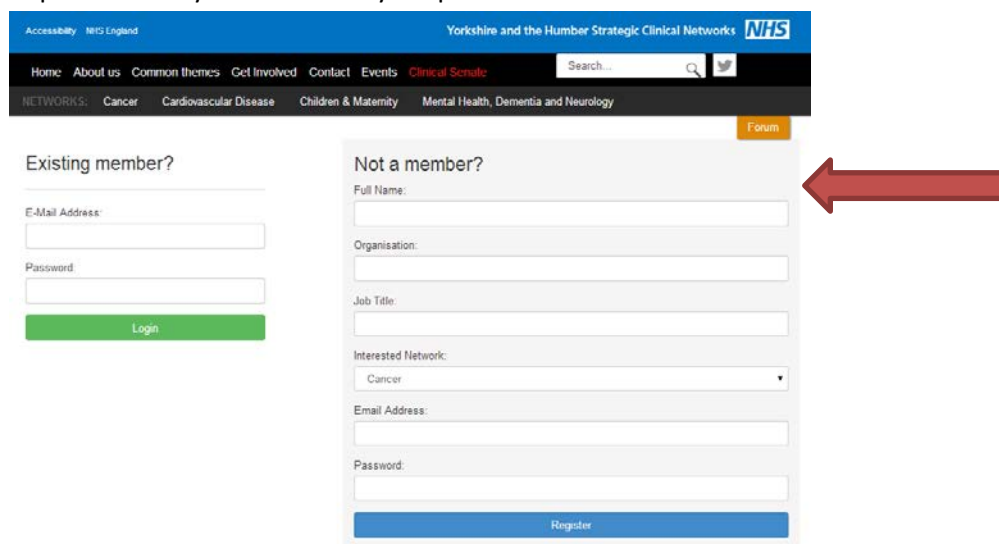 Accessibility NHS England
Yorkshire and the Humber Strategic Clinical Networks NHS
Home About us Common themes Get Involved Contact Events Clinical Senate Search...
NETWORKS: Cancer Cardiovascular Disease Children & Maternity Mental Health, Dementia and Neurology
Forum
Existing member?
E-Mail Address:
Password:
Login
Not a member?
Full Name:
Organisation:
Job Title:
Interested Network:
Cancer
Email Address:
Password:
Register